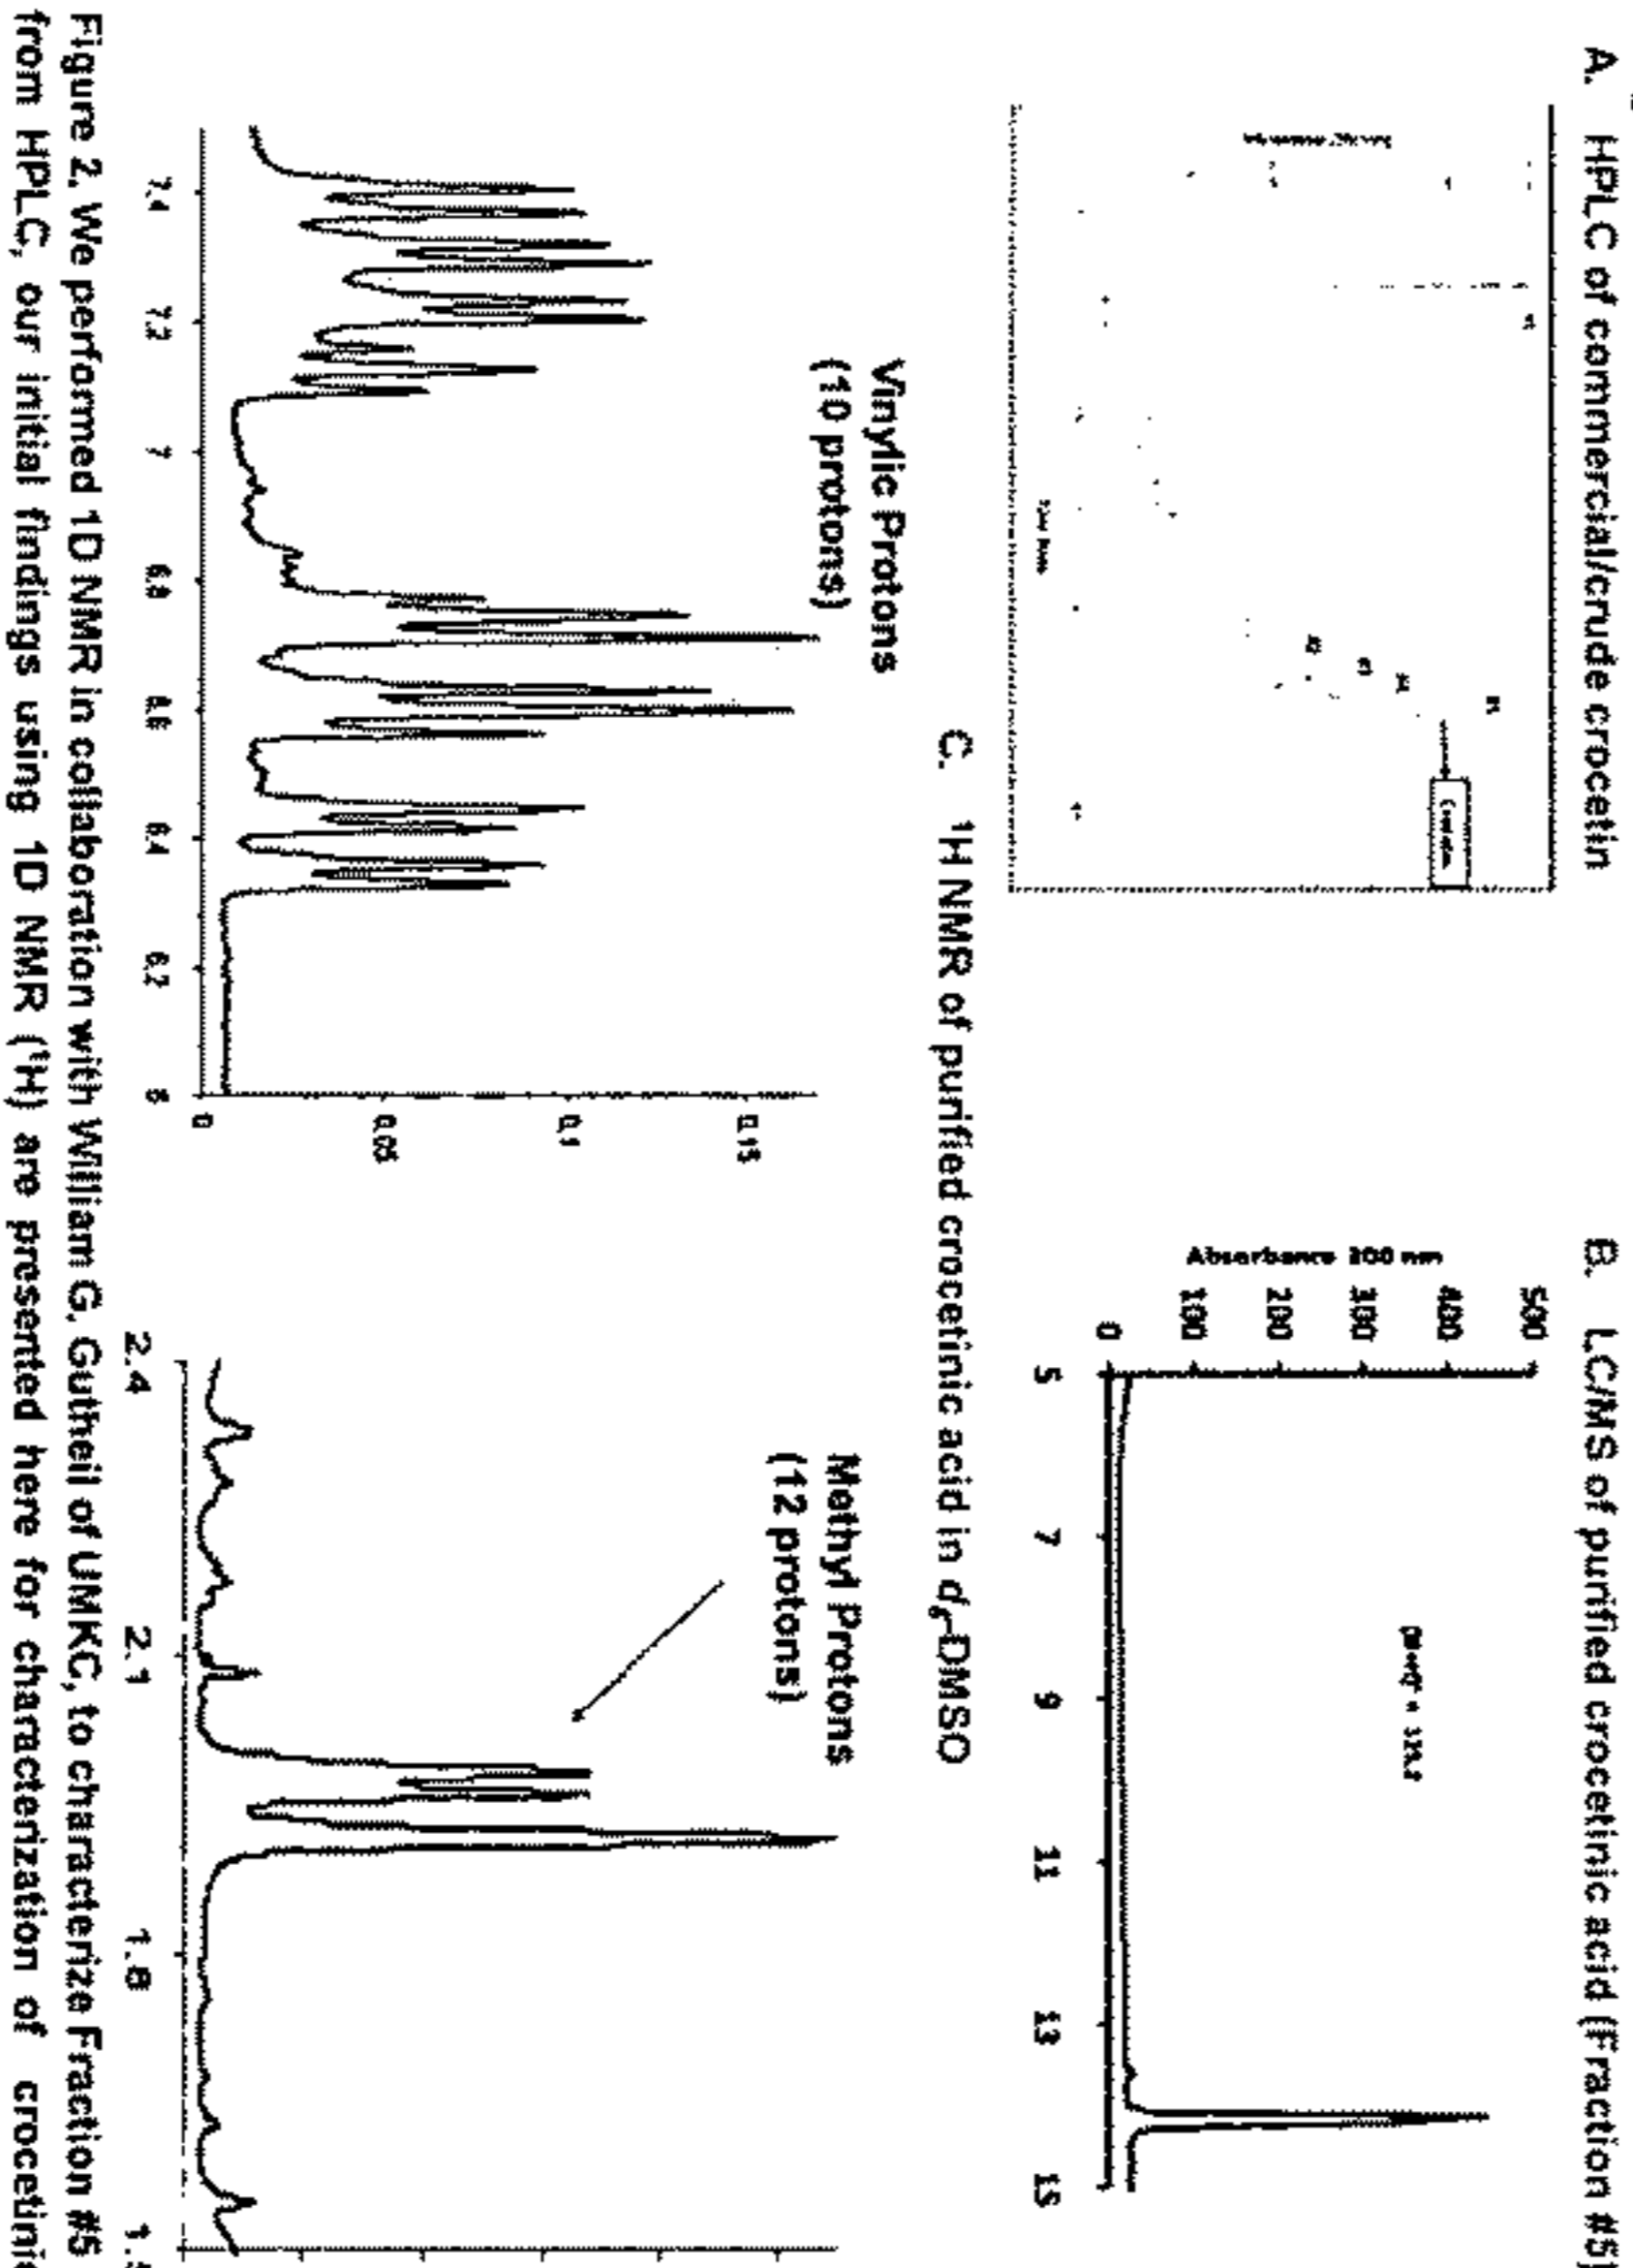 A. HPLC of commercial/crude crocetin
#2
#5
B. LC/MS of purified crocetinic acid (Fraction #5)
Absorbance 300 nm
500
400
300
200
100
0
5
7
9
11
13
15
C. ¹H NMR of purified crocetinic acid in d₆-DMSO
Vinylic Protons
(10 protons)
0.15
0.1
0.05
0
7.4
7.2
7
6.8
6.6
6.4
6.2
6
Methyl Protons
(12 protons)
2.4
2.1
1.8
Figure 2. We performed 1D NMR in collaboration with William G. Gutheil of UMKC, to characterize Fraction #5
from HPLC, our initial findings using 1D NMR (¹H) are presented here for characterization of